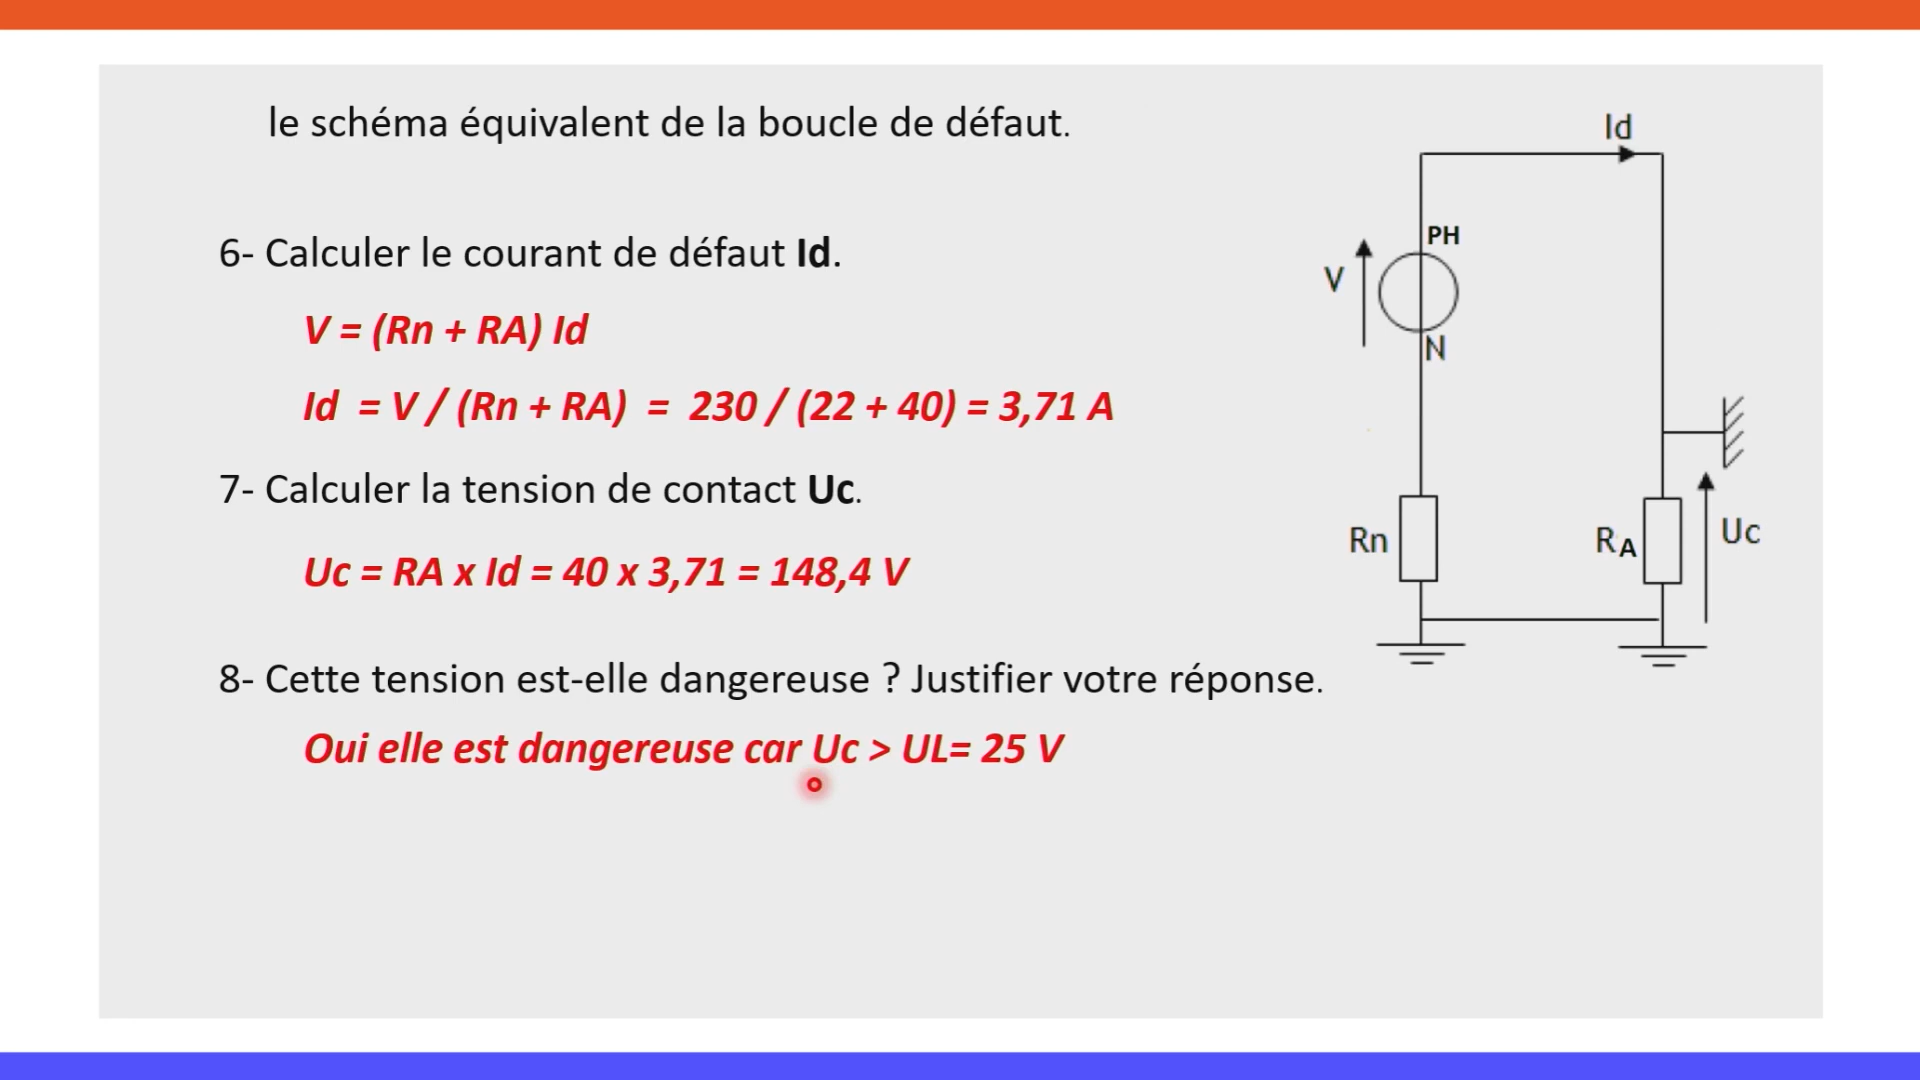 le schéma équivalent de la boucle de défaut.
Id
PH
6- Calculer le courant de défaut Id.
V
V = (Rn + RA) Id
N
Id = V / (Rn + RA) = 230 / (22 + 40) = 3,71 A
7- Calculer la tension de contact Uc.
Rn
RA
Uc
Uc = RA x Id = 40 x 3,71 = 148,4 V
8- Cette tension est-elle dangereuse ? Justifier votre réponse.
Oui elle est dangereuse car Uc > UL= 25 V